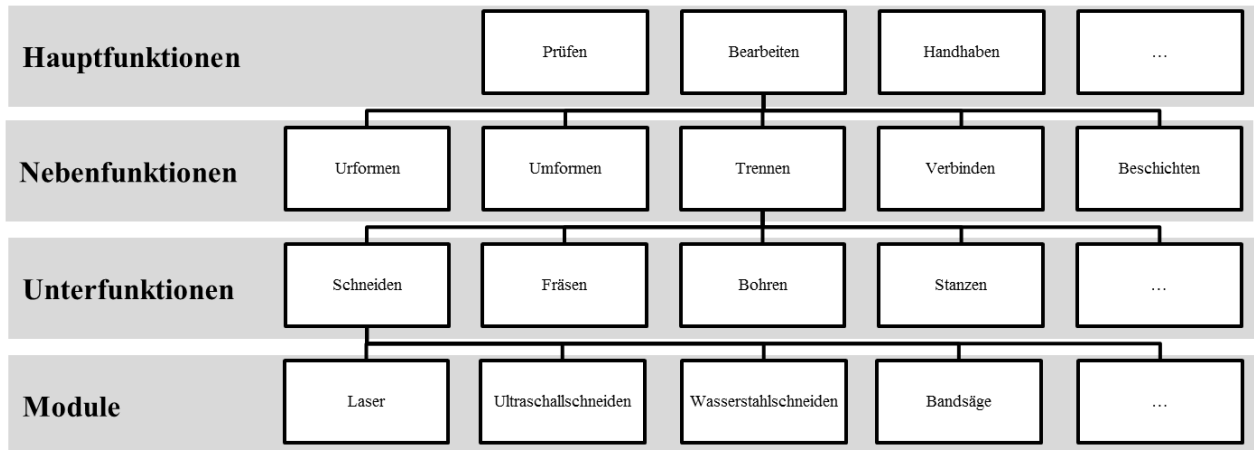 Hauptfunktionen
Prüfen
Bearbeiten
Handhaben
…
Nebenfunktionen
Urformen
Umformen
Trennen
Verbinden
Beschichten
Unterfunktionen
Schneiden
Fräsen
Bohren
Stanzen
…
Module
Laser
Ultraschallschneiden
Wasserstahlschneiden
Bandsäge
…